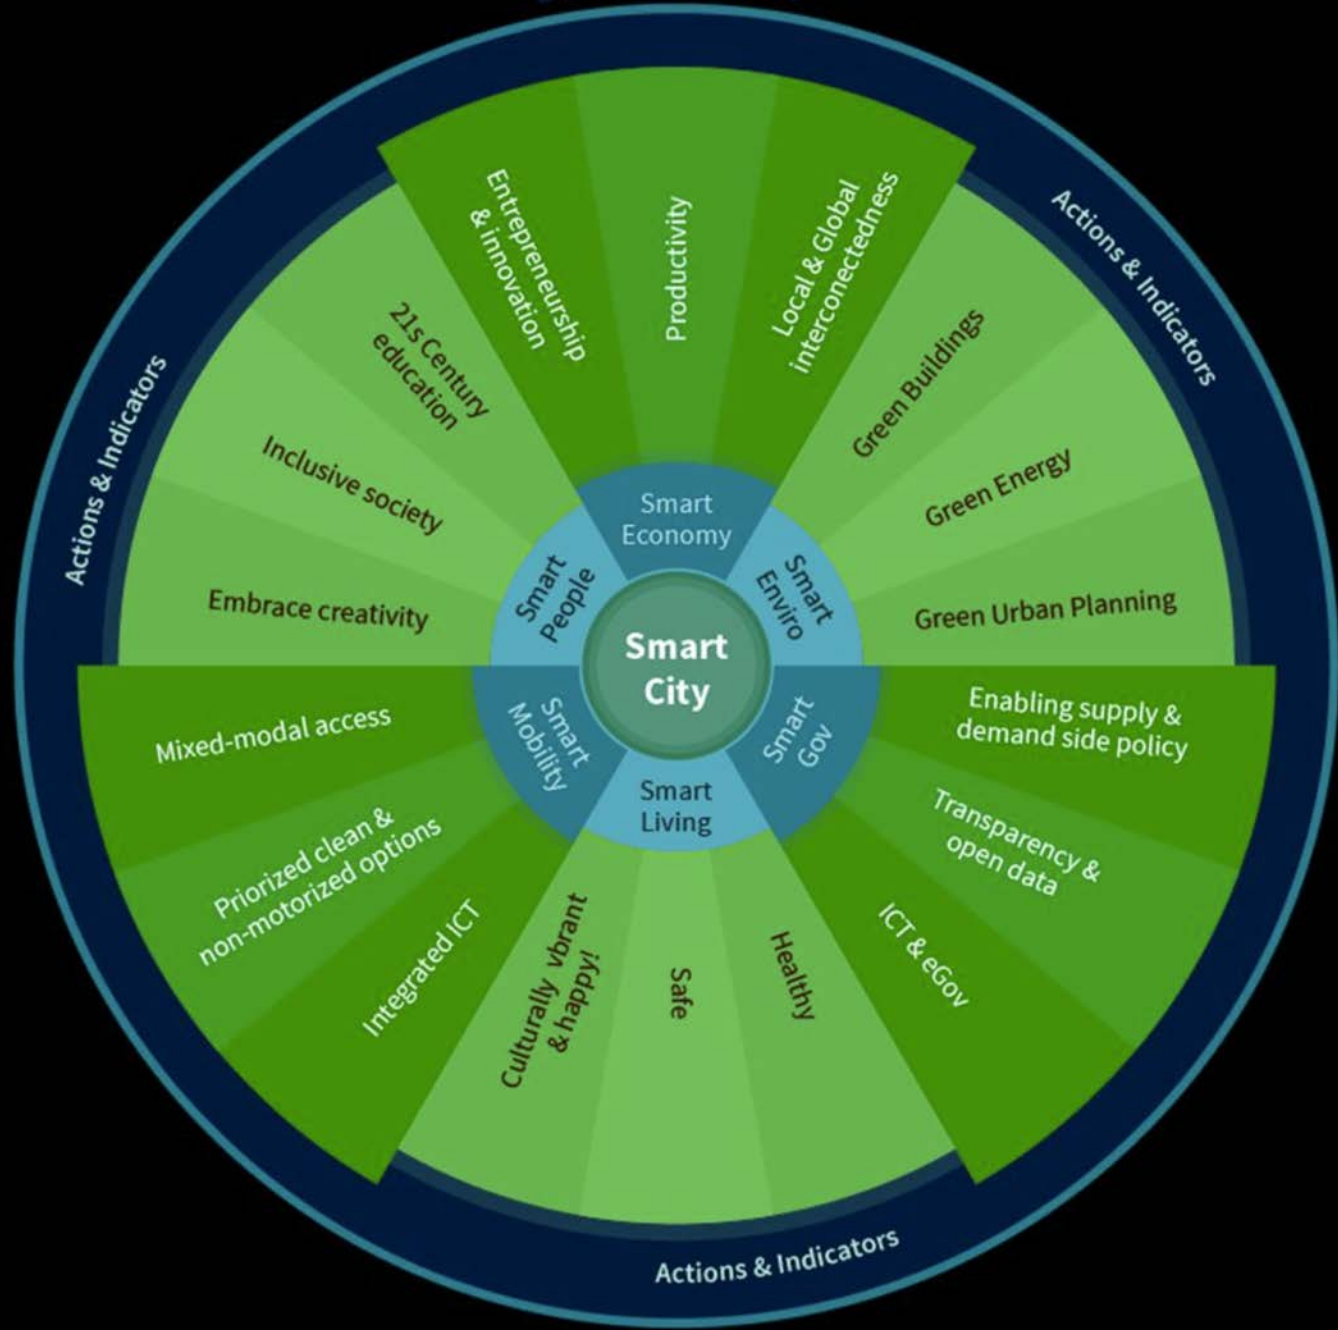 Smart
City
Smart
Economy
Entrepreneurship
& innovation
Productivity
Local & Global
interconectedness
Smart
Enviro
Green Buildings
Green Energy
Green Urban Planning
Smart
Gov
Enabling supply &
demand side policy
Transparency &
open data
ICT & eGov
Smart
Living
Healthy
Safe
Culturally vbrant
& happy!
Smart
Mobility
Integrated ICT
Priorized clean &
non-motorized options
Mixed-modal access
Smart
People
Embrace creativity
Inclusive society
21s Century
education
Actions & Indicators
Actions & Indicators
Actions & Indicators